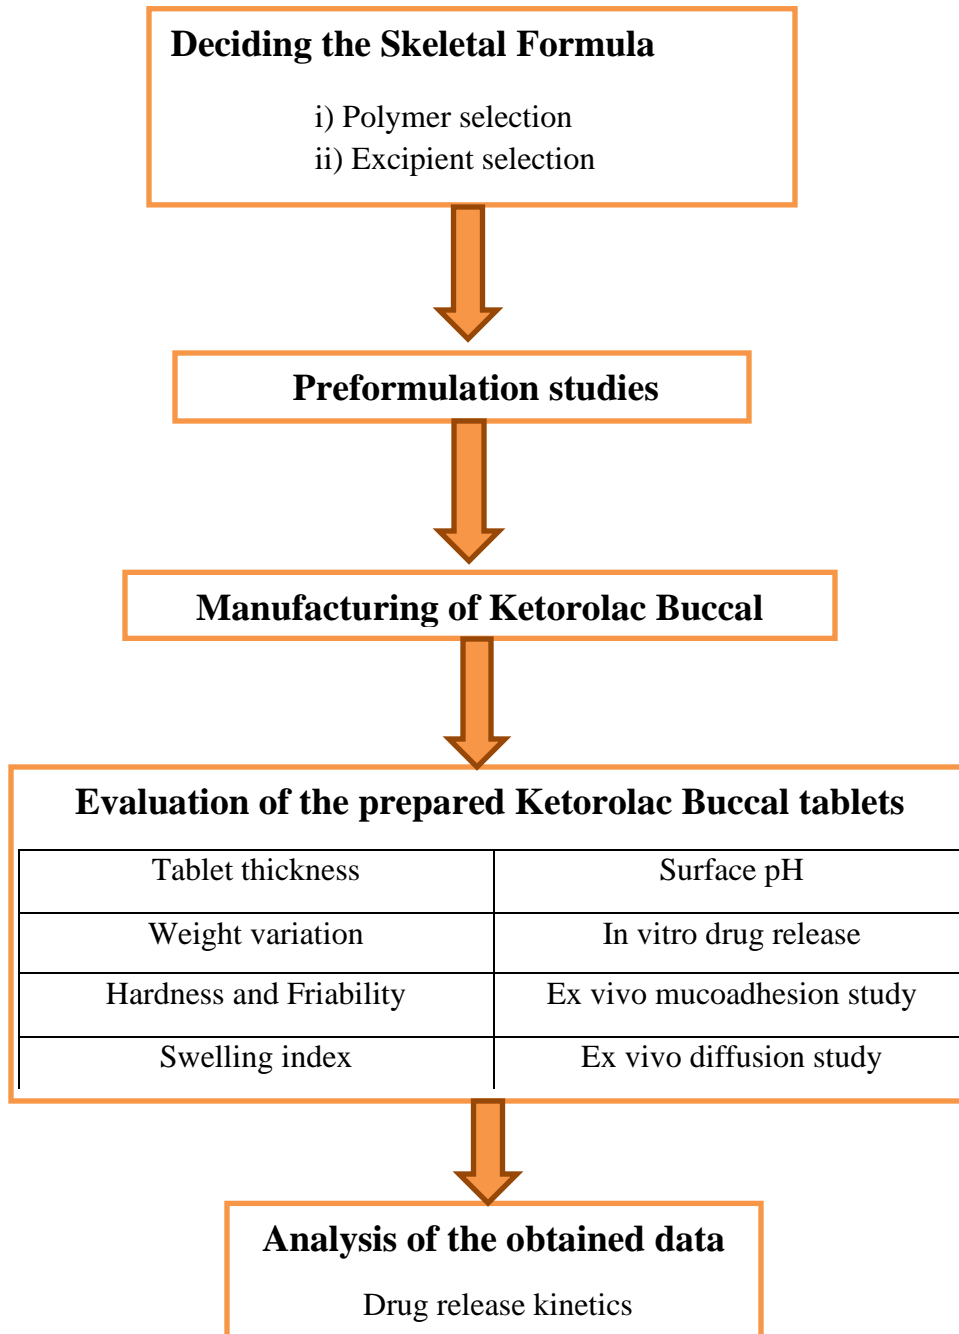 Deciding the Skeletal Formula
i) Polymer selection
ii) Excipient selection
Preformulation studies
Manufacturing of Ketorolac Buccal
Evaluation of the prepared Ketorolac Buccal tablets
Tablet thickness Surface pH
Weight variation In vitro drug release
Hardness and Friability Ex vivo mucoadhesion study
Swelling index Ex vivo diffusion study
Analysis of the obtained data
Drug release kinetics